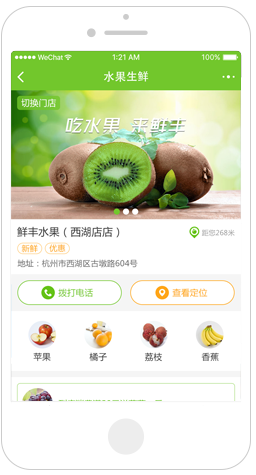 WeChat 1:21 AM 100%
水果生鲜
切换门店
吃水果 来鲜丰
鲜丰水果（西湖店店）
距您268米
新鲜 优惠
地址：杭州市西湖区古墩路604号
拨打电话 查看定位
苹果 橘子 荔枝 香蕉